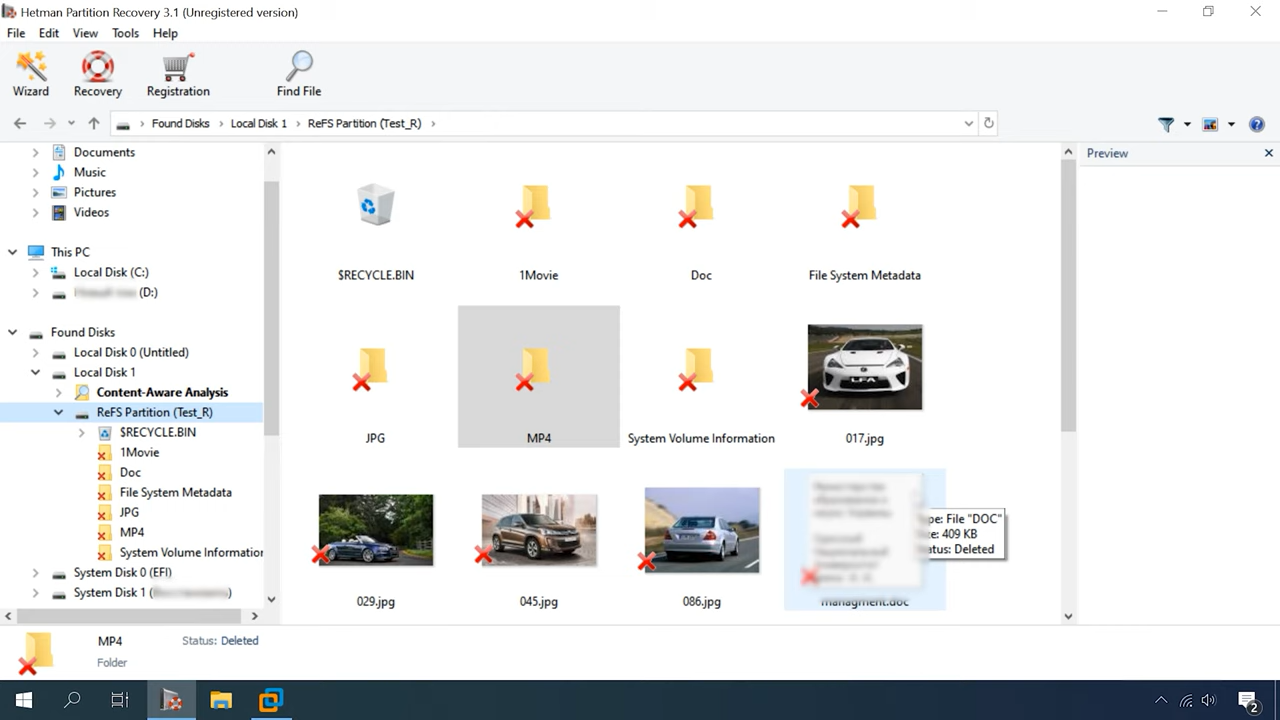 Hetman Partition Recovery 3.1 (Unregistered version)
File Edit View Tools Help
Wizard Recovery Registration Find File
Found Disks Local Disk 1 ReFS Partition (Test_R)
Preview
Documents
Music
Pictures
Videos
This PC
Local Disk (C:)
(D:)
Found Disks
Local Disk 0 (Untitled)
Local Disk 1
Content-Aware Analysis
ReFS Partition (Test_R)
$RECYCLE.BIN
1Movie
Doc
File System Metadata
JPG
MP4
System Volume Information
System Disk 0 (EFI)
System Disk 1 (
$RECYCLE.BIN 1Movie Doc File System Metadata
LFA
JPG MP4 System Volume Information 017.jpg
File "DOC"
409 KB
Deleted
029.jpg 045.jpg 086.jpg managment.doc
MP4 Status: Deleted
Folder
2